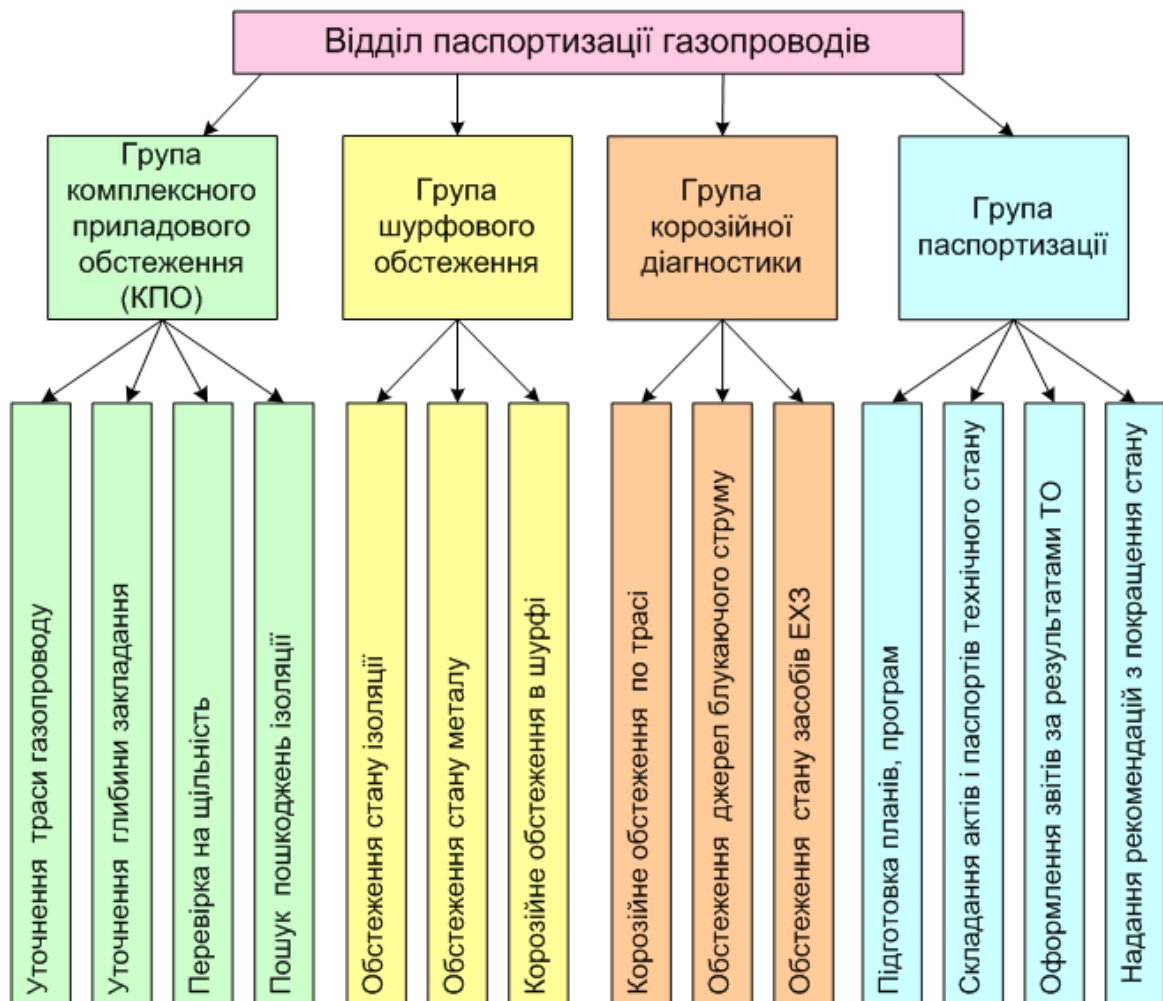 Відділ паспортизації газопроводів
Група
комплексного
приладового
обстеження
(КПО)
Група
шурфового
обстеження
Група
корозійної
діагностики
Група
паспортизації
Уточнення траси газопроводу
Уточнення глибини закладання
Перевірка на щільність
Пошук пошкоджень ізоляції
Обстеження стану ізоляції
Обстеження стану металу
Корозійне обстеження в шурфі
Корозійне обстеження по трасі
Обстеження джерел блукаючого струму
Обстеження стану засобів ЕХЗ
Підготовка планів, програм
Складання актів і паспортів технічного стану
Оформлення звітів за результатами ТО
Надання рекомендацій з покращення стану